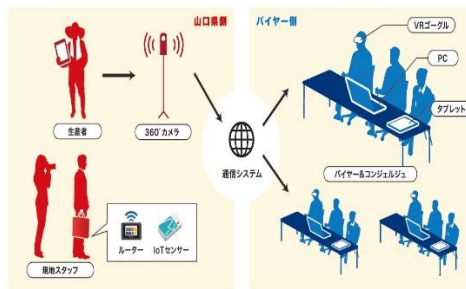 山口県側
バイヤー側
VRゴーグル
PC
タブレット
生産者
360°カメラ
通信システム
バイヤー&コンジェルジュ
ルーター
IoTセンサー
現地スタッフ